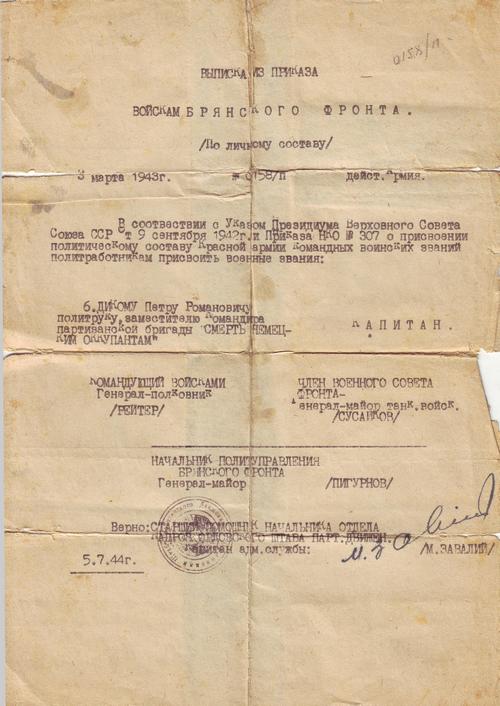 0158/п
ВЫПИСКА ИЗ ПРИКАЗА
ВОЙСКАМ БРЯНСКОГО ФРОНТА.
/По личному составу/
3 марта 1943г. № 0158/П дейст.Армия.
В соотвествии с Указом Президиума Верховного Совета
Союза ССР от 9 сентября 1942г.и Приказа НКО № 307 о присвоении
политическому составу Красной армии командных воинских званий
политработникам присвоить военные звания:
6.ДИКОМУ Петру Романовичу
политруку,заместителю Командира
партизанской бригады "СМЕРТЬ НЕМЕЦ-
КИМ ОККУПАНТАМ"
КАПИТАН.
КОМАНДУЮЩИЙ ВОЙСКАМИ
Генерал-полковник
/РЕЙТЕР/
ЧЛЕН ВОЕННОГО СОВЕТА
ФРОНТА-
Генерал-майор танк.войск.
/СУСАЙКОВ/
НАЧАЛЬНИК ПОЛИТУПРАВЛЕНИЯ
БРЯНСКОГО ФРОНТА
Генерал-майор /ПИГУРНОВ/
Верно:СТАРШИЙ ПОМОЩНИК НАЧАЛЬНИКА ОТДЕЛА
КАДРОВ ОРЛОВСКОГО ШТАБА ПАРТ.ДВИЖЕН.
Капитан адм.службы: /М.ЗАВАЛИЙ/
5.7.44г.